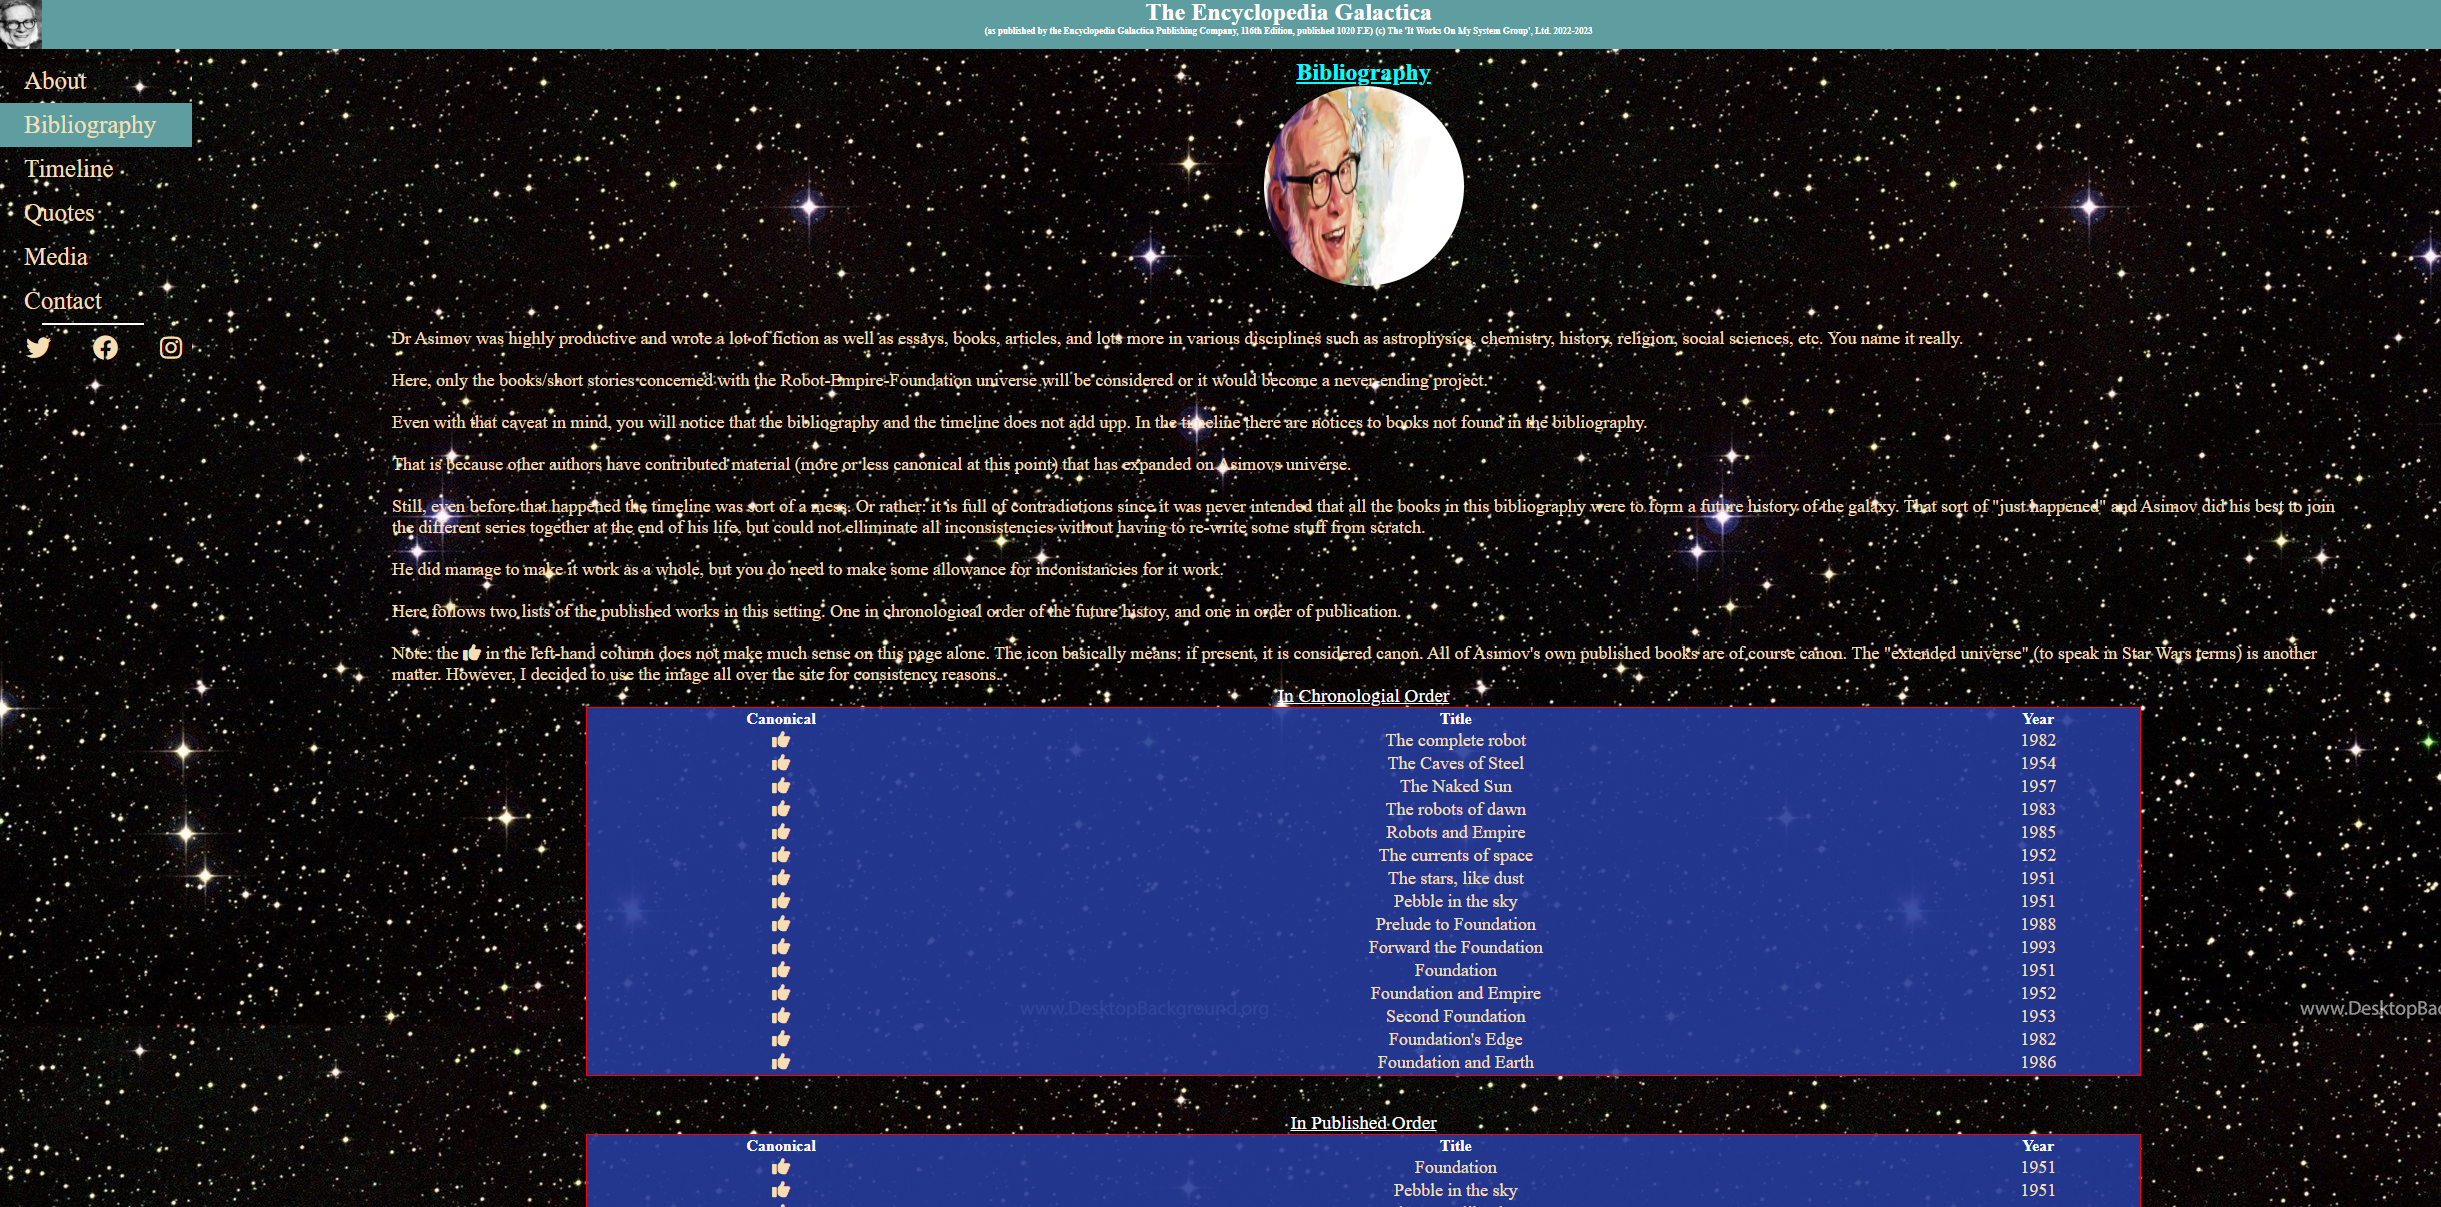 The Encyclopedia Galactica
(as published by the Encyclopedia Galactica Publishing Company, 116th Edition, published 1020 F.E) (c) The 'It Works On My System Group', Ltd. 2022-2023
About
Bibliography
Timeline
Quotes
Media
Contact
Bibliography
Dr Asimov was highly productive and wrote a lot of fiction as well as essays, books, articles, and lots more in various disciplines such as astrophysics, chemistry, history, religion, social sciences, etc. You name it really.
Here, only the books/short stories concerned with the Robot-Empire-Foundation universe will be considered or it would become a never-ending project.
Even with that caveat in mind, you will notice that the bibliography and the timeline does not add upp. In the timeline there are notices to books not found in the bibliography.
That is because other authors have contributed material (more or less canonical at this point) that has expanded on Asimovs universe.
Still, even before that happened the timeline was sort of a mess. Or rather: it is full of contradictions since it was never intended that all the books in this bibliography were to form a future history of the galaxy. That sort of "just happened" and Asimov did his best to join
the different series together at the end of his life, but could not elliminate all inconsistencies without having to re-write some stuff from scratch.
He did manage to make it work as a whole, but you do need to make some allowance for inconistancies for it work.
Here follows two lists of the published works in this setting. One in chronological order of the future histoy, and one in order of publication.
Note: the in the left-hand column does not make much sense on this page alone. The icon basically means; if present, it is considered canon. All of Asimov's own published books are of course canon. The "extended universe" (to speak in Star Wars terms) is another
matter. However, I decided to use the image all over the site for consistency reasons.
In Chronologial Order
Canonical Title Year
The complete robot 1982
The Caves of Steel 1954
The Naked Sun 1957
The robots of dawn 1983
Robots and Empire 1985
The currents of space 1952
The stars, like dust 1951
Pebble in the sky 1951
Prelude to Foundation 1988
Forward the Foundation 1993
Foundation 1951
Foundation and Empire 1952
Second Foundation 1953
Foundation's Edge 1982
Foundation and Earth 1986
www.DesktopBackground.org
www.DesktopBac
In Published Order
Canonical Title Year
Foundation 1951
Pebble in the sky 1951